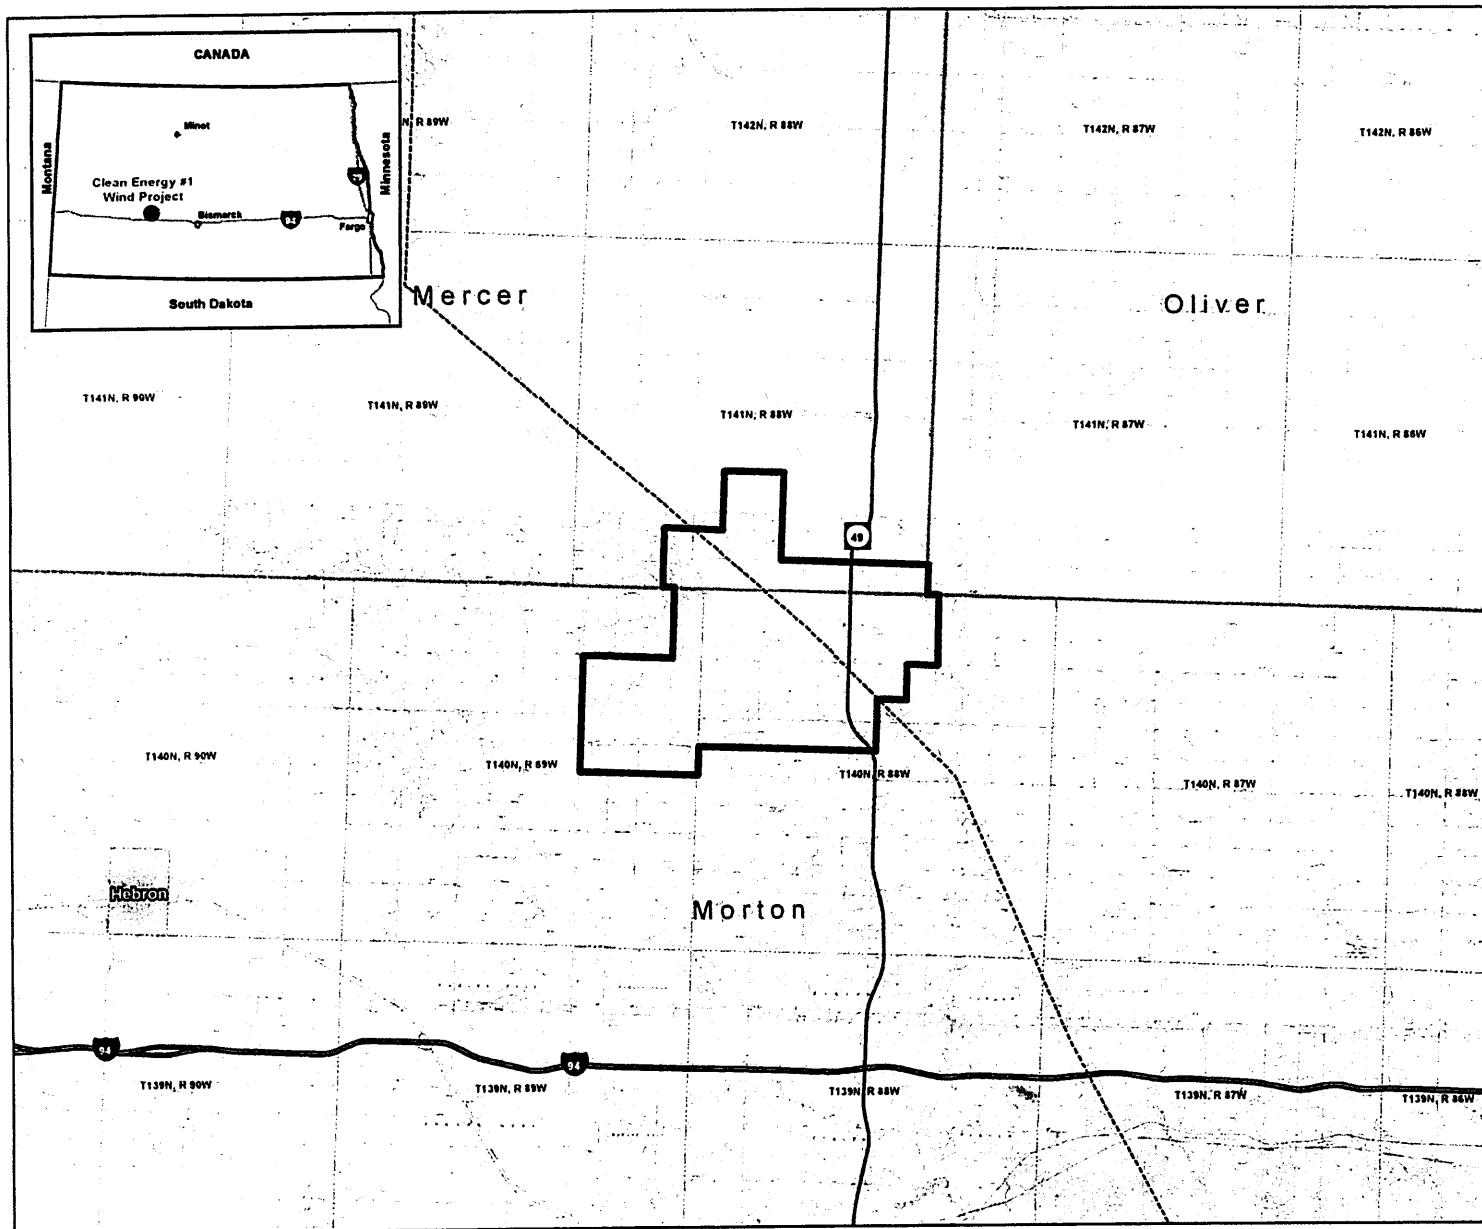 CANADA
Minot
Montana
Minnesota
Clean Energy #1
Wind Project
Bismarck
94
Fargo
South Dakota
N, R 89W
T142N, R 88W
T142N, R 87W
T142N, R 86W
Mercer
Oliver
T141N, R 90W
T141N, R 89W
T141N, R 88W
T141N, R 87W
T141N, R 86W
49
T140N, R 90W
T140N, R 89W
T140N, R 88W
T140N, R 87W
T140N, R 88W
Hebron
Morton
94
94
T139N, R 90W
T139N, R 89W
T139N, R 88W
T139N, R 87W
T139N, R 86W